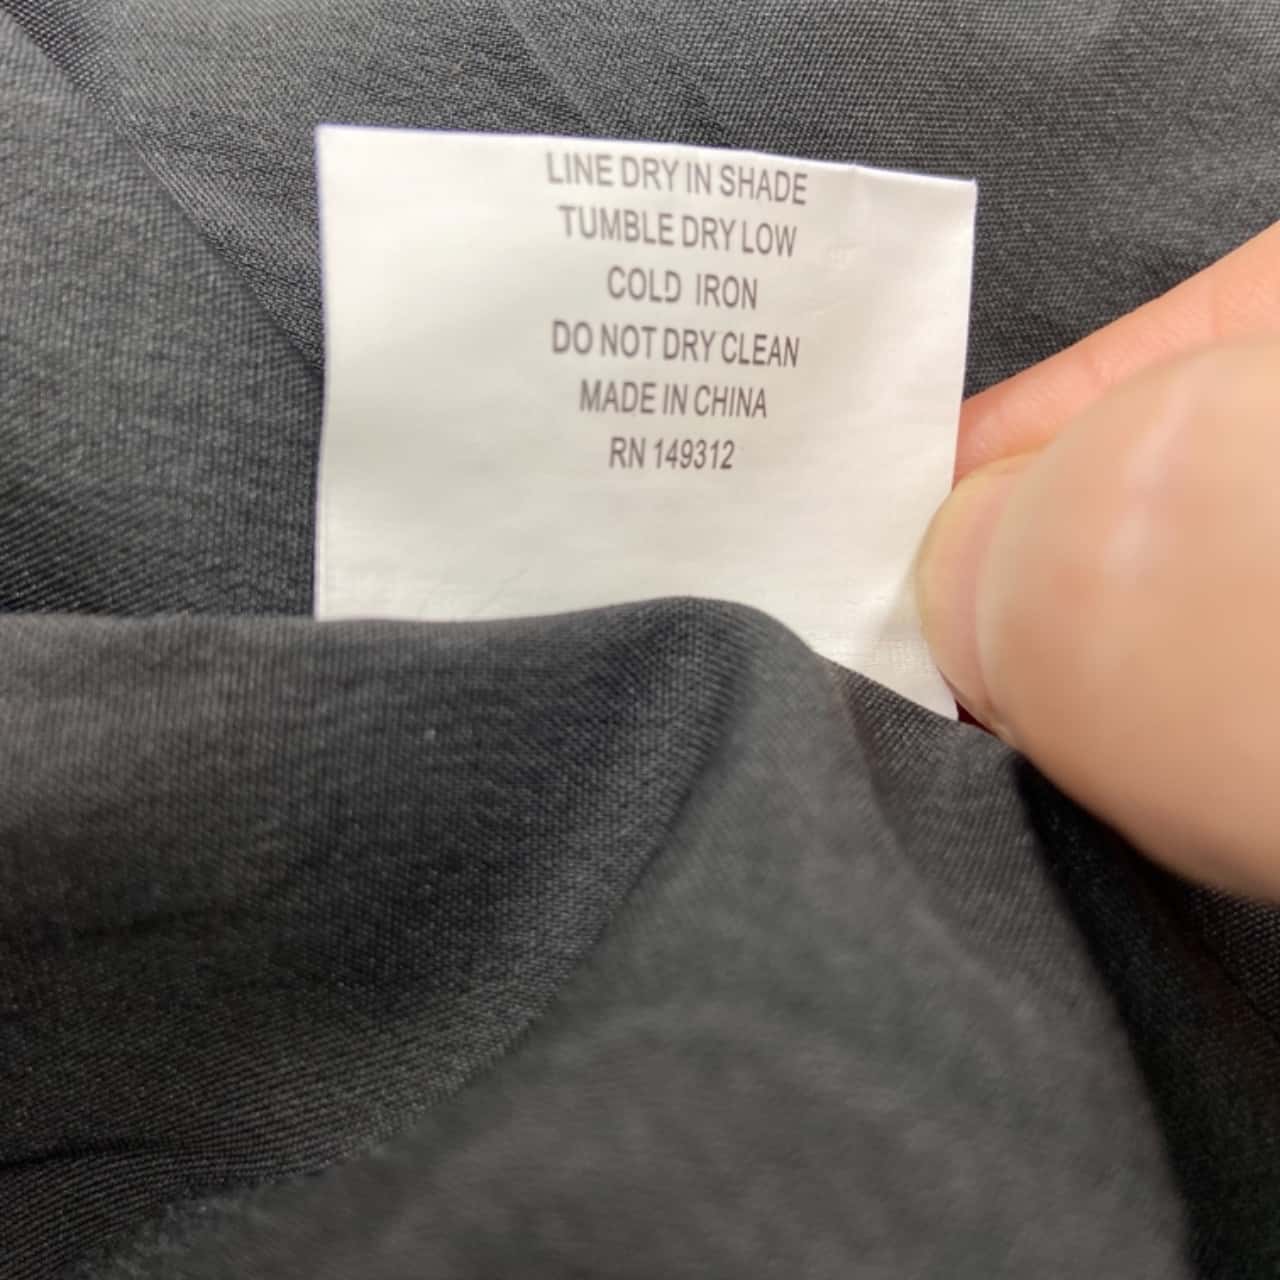 LINE DRY IN SHADE
TUMBLE DRY LOW
COLD IRON
DO NOT DRY CLEAN
MADE IN CHINA
RN 149312